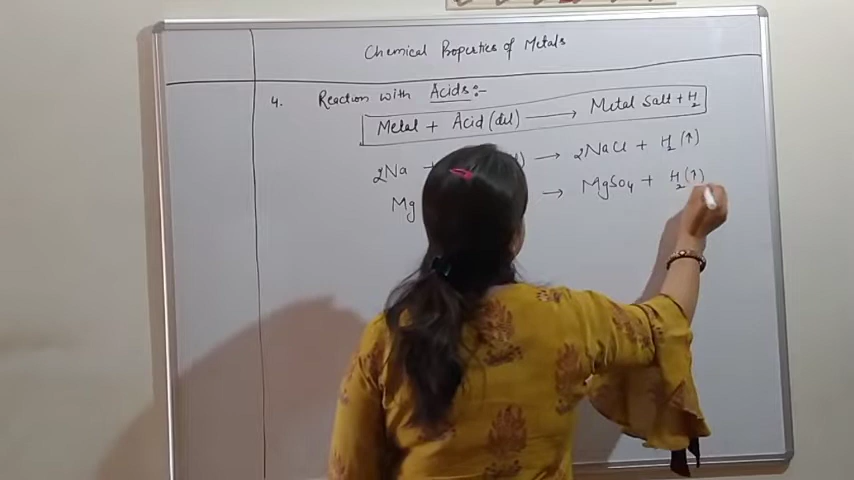 Chemical Properties of Metals
4. Reaction with Acids:-
Metal + Acid (dil) → Metal Salt + H2
2Na + → 2NaCl + H2 (↑)
Mg → MgSO4 + H2 (↑)